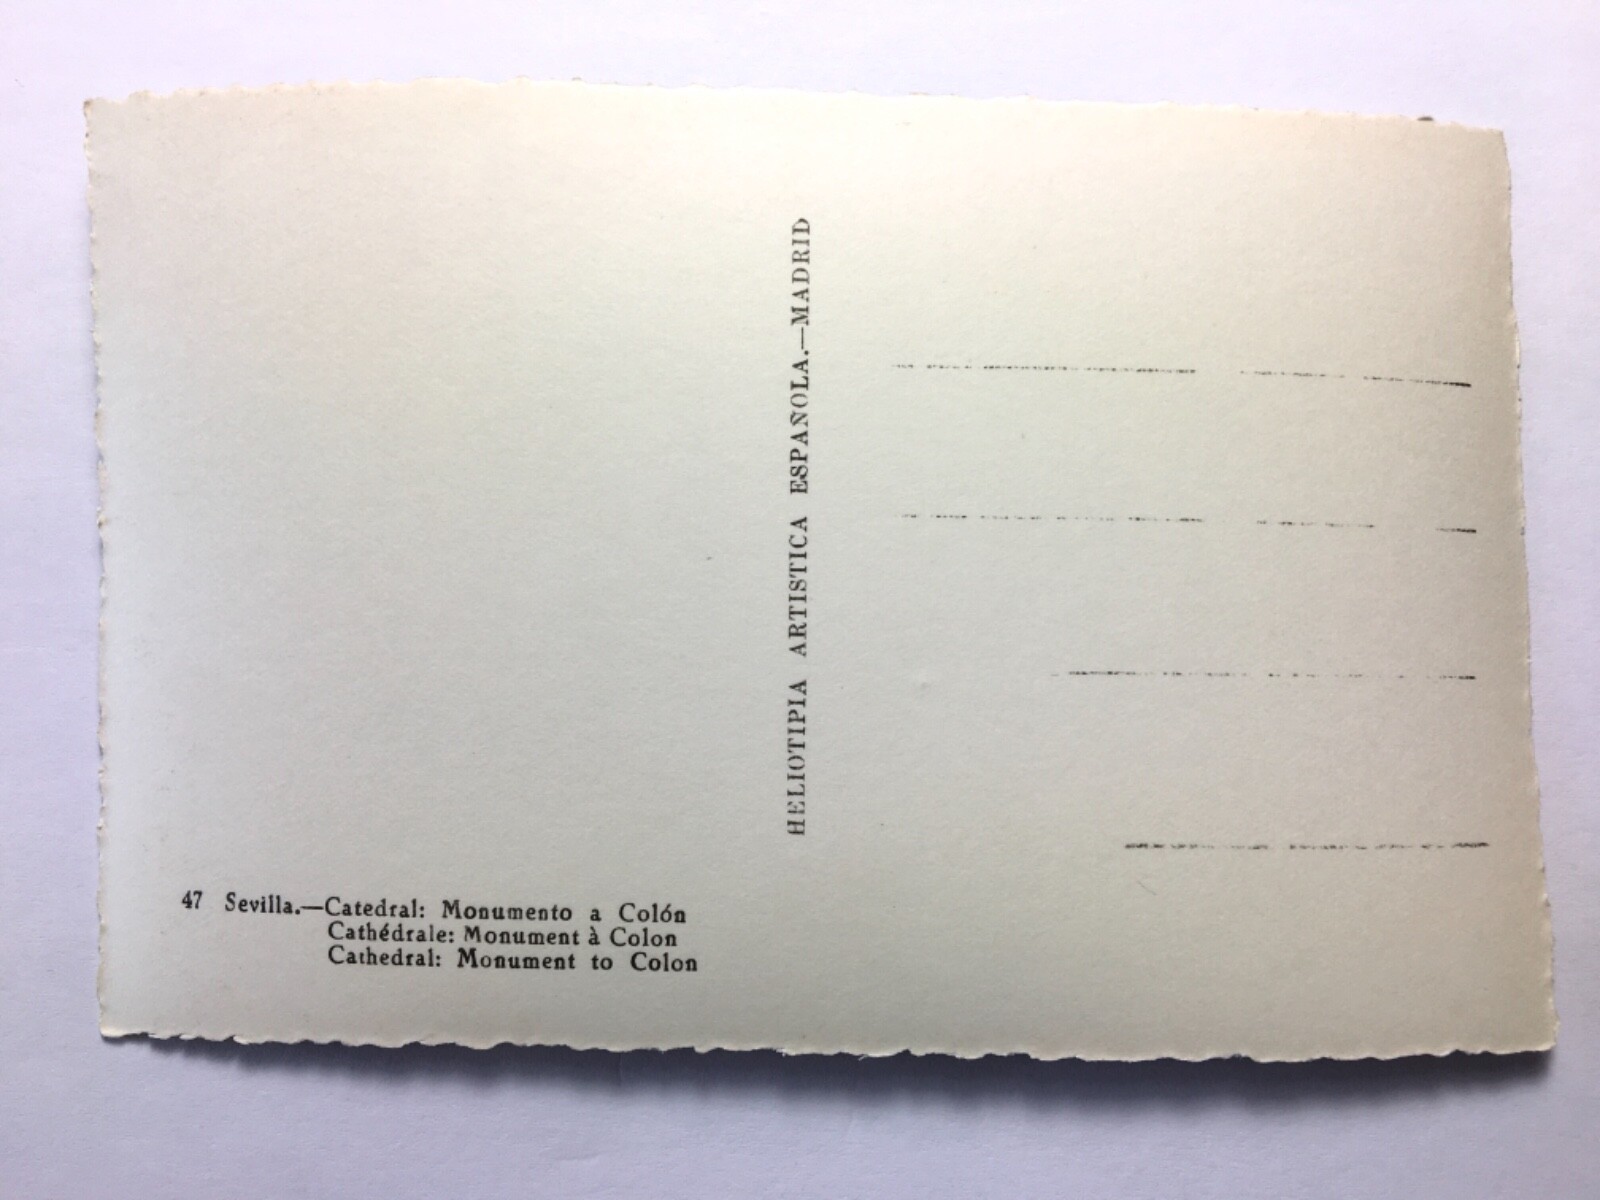 HELIOTIPIA ARTISTICA ESPAÑOLA.—MADRID
47 Sevilla.—Catedral: Monumento a Colón
Cathédrale: Monument à Colon
Cathedral: Monument to Colon